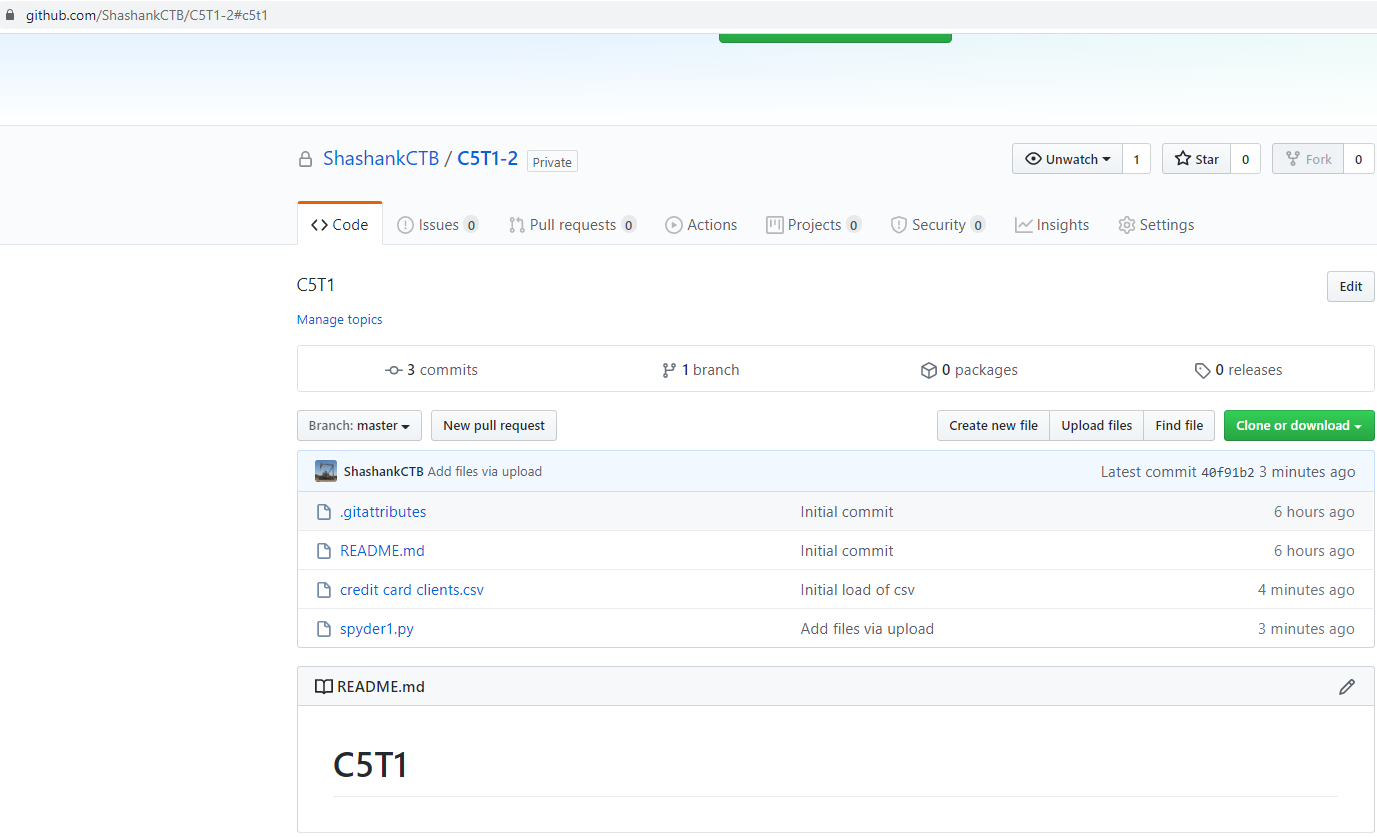 github.com/ShashankCTB/C5T1-2#c5t1
ShashankCTB / C5T1-2 Private Unwatch 1 Star 0 Fork 0
Code Issues 0 Pull requests 0 Actions Projects 0 Security 0 Insights Settings
C5T1 Edit
Manage topics
3 commits 1 branch 0 packages 0 releases
Branch: master New pull request Create new file Upload files Find file Clone or download
ShashankCTB Add files via upload Latest commit 40f91b2 3 minutes ago
.gitattributes Initial commit 6 hours ago
README.md Initial commit 6 hours ago
credit card clients.csv Initial load of csv 4 minutes ago
spyder1.py Add files via upload 3 minutes ago
README.md
C5T1